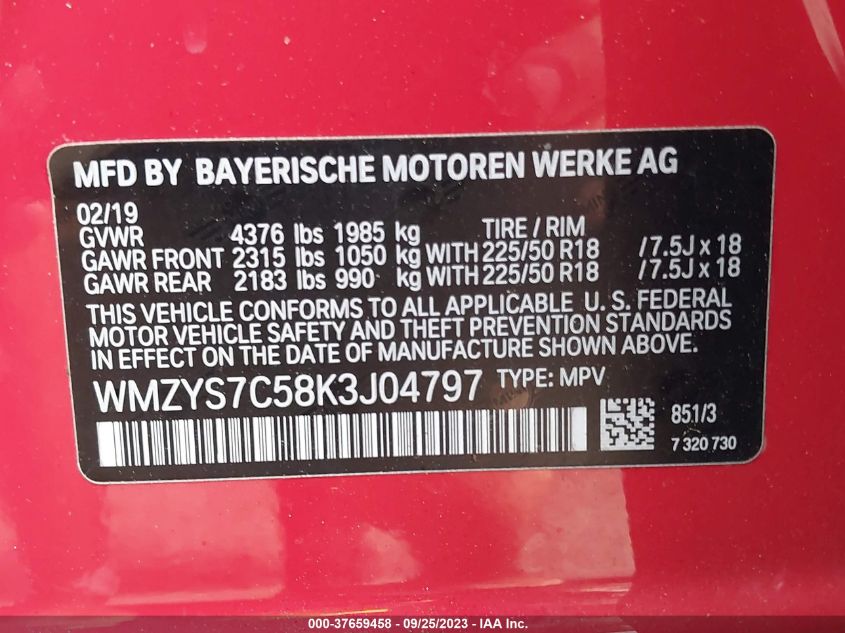 MFD BY BAYERISCHE MOTOREN WERKE AG
02/19
GVWR 4376 lbs 1985 kg TIRE / RIM
GAWR FRONT 2315 lbs 1050 kg WITH 225/50 R18 /7.5J x 18
GAWR REAR 2183 lbs 990 kg WITH 225/50 R18 /7.5J x 18
THIS VEHICLE CONFORMS TO ALL APPLICABLE U. S. FEDERAL
MOTOR VEHICLE SAFETY AND THEFT PREVENTION STANDARDS
IN EFFECT ON THE DATE OF MANUFACTURE SHOWN ABOVE.
WMZYS7C58K3J04797 TYPE: MPV
851/3
7 320 730
000-37659458 - 09/25/2023 - IAA Inc.